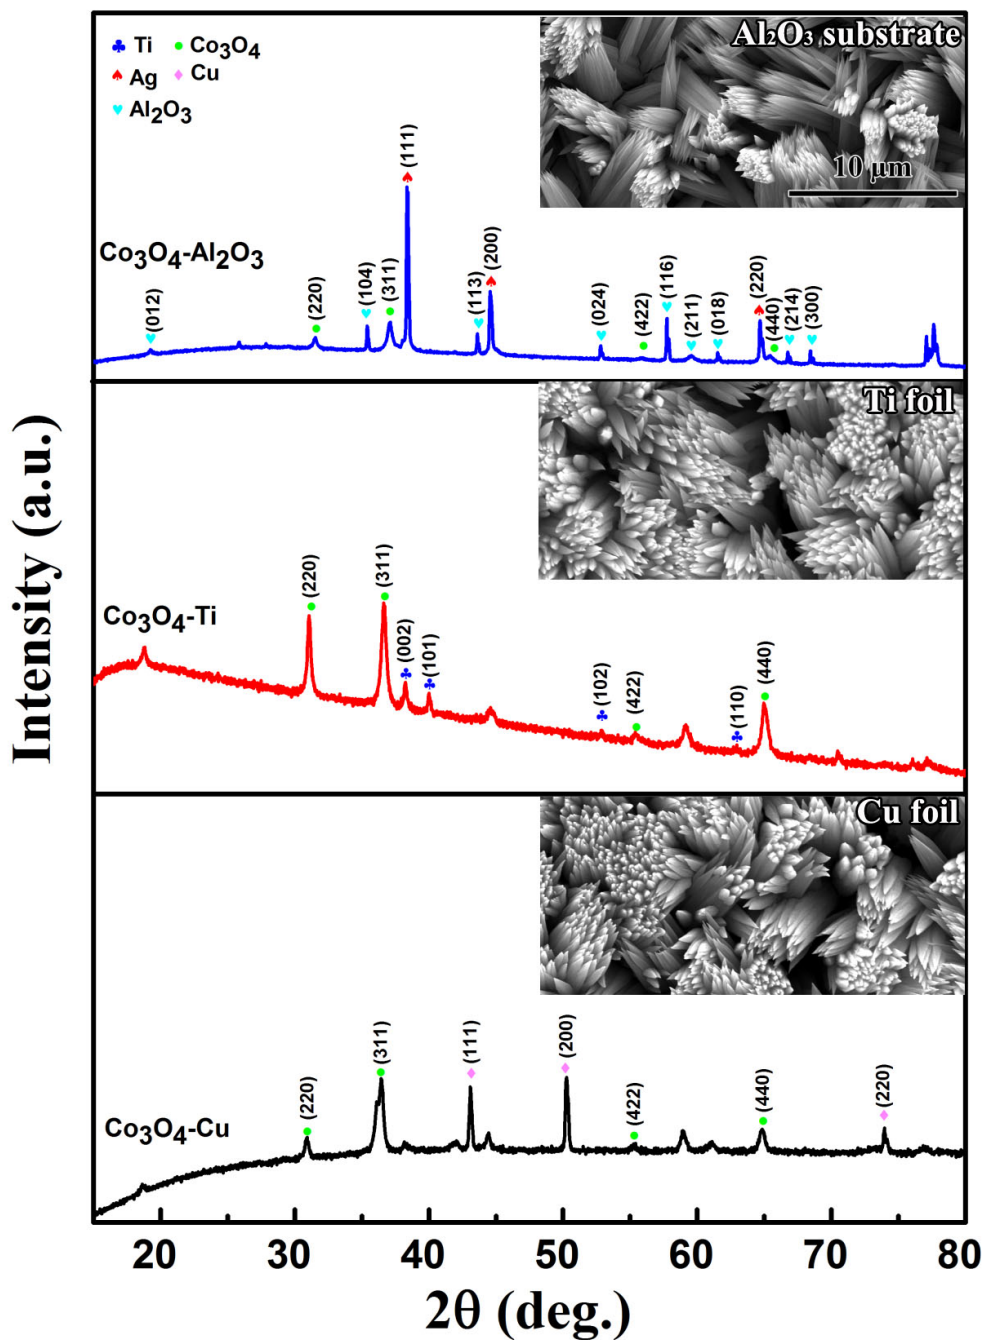 Al₂O₃ substrate
♣ Ti ● Co₃O₄
♠ Ag ♦ Cu
♥ Al₂O₃
10 μm
Co₃O₄-Al₂O₃
(012)
(220)
(104)
(311)
(111)
(113)
(200)
(024)
(422)
(116)
(211)
(018)
(220)
(440)
(214)
(300)
Ti foil
Co₃O₄-Ti
(220)
(311)
(002)
(101)
(102)
(422)
(110)
(440)
Cu foil
Co₃O₄-Cu
(220)
(311)
(111)
(200)
(422)
(440)
(220)
Intensity (a.u.)
20 30 40 50 60 70 80
2θ (deg.)